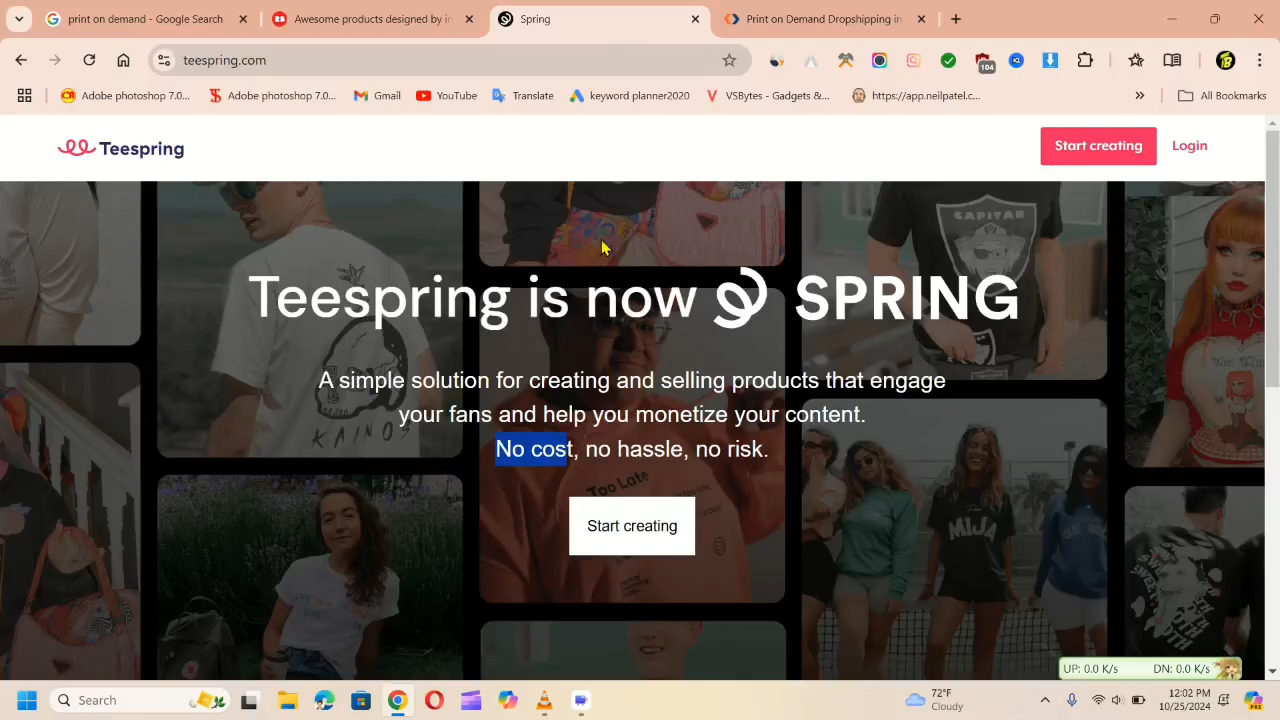 print on demand - Google Search
Awesome products designed by in
Spring
Print on Demand Dropshipping in
teespring.com
104
Adobe photoshop 7.0...
Adobe photoshop 7.0...
Gmail
YouTube
Translate
keyword planner2020
VSBytes - Gadgets &...
https://app.neilpatel.c...
All Bookmarks
Teespring
Start creating
Login
CAPITAN
Teespring is now SPRING
A simple solution for creating and selling products that engage
your fans and help you monetize your content.
No cost, no hassle, no risk.
KAINOS
Too Late
MIJA
Start creating
UP: 0.0 K/s DN: 0.0 K/s
Search
72°F
Cloudy
12:02 PM
10/25/2024